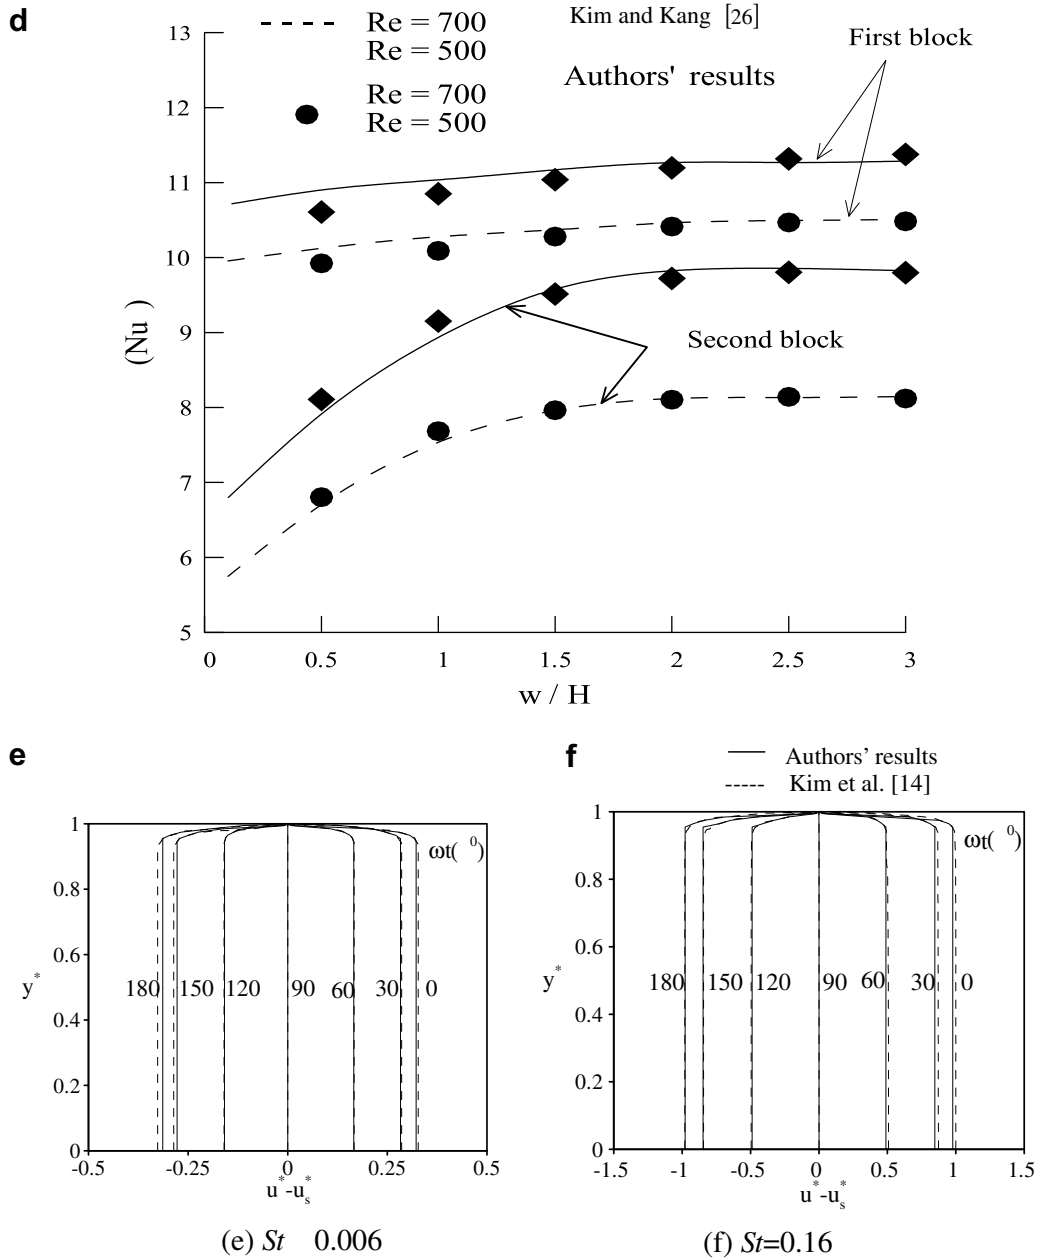 d
Kim and Kang [26]
Re = 700
Re = 500
Authors' results
Re = 700
Re = 500
First block
Second block
13
12
11
10
9
8
7
6
5
(Nu )
0 0.5 1 1.5 2 2.5 3
w / H
e
1
0.8
0.6
0.4
0.2
0
y*
ωt( ⁰)
180 150 120 90 60 30 0
-0.5 -0.25 0 0.25 0.5
u*-u*s
(e) St 0.006
f
Authors' results
Kim et al. [14]
1
0.8
0.6
0.4
0.2
0
y*
ωt( ⁰)
180 150 120 90 60 30 0
-1.5 -1 -0.5 0 0.5 1 1.5
u*-u*s
(f) St=0.16